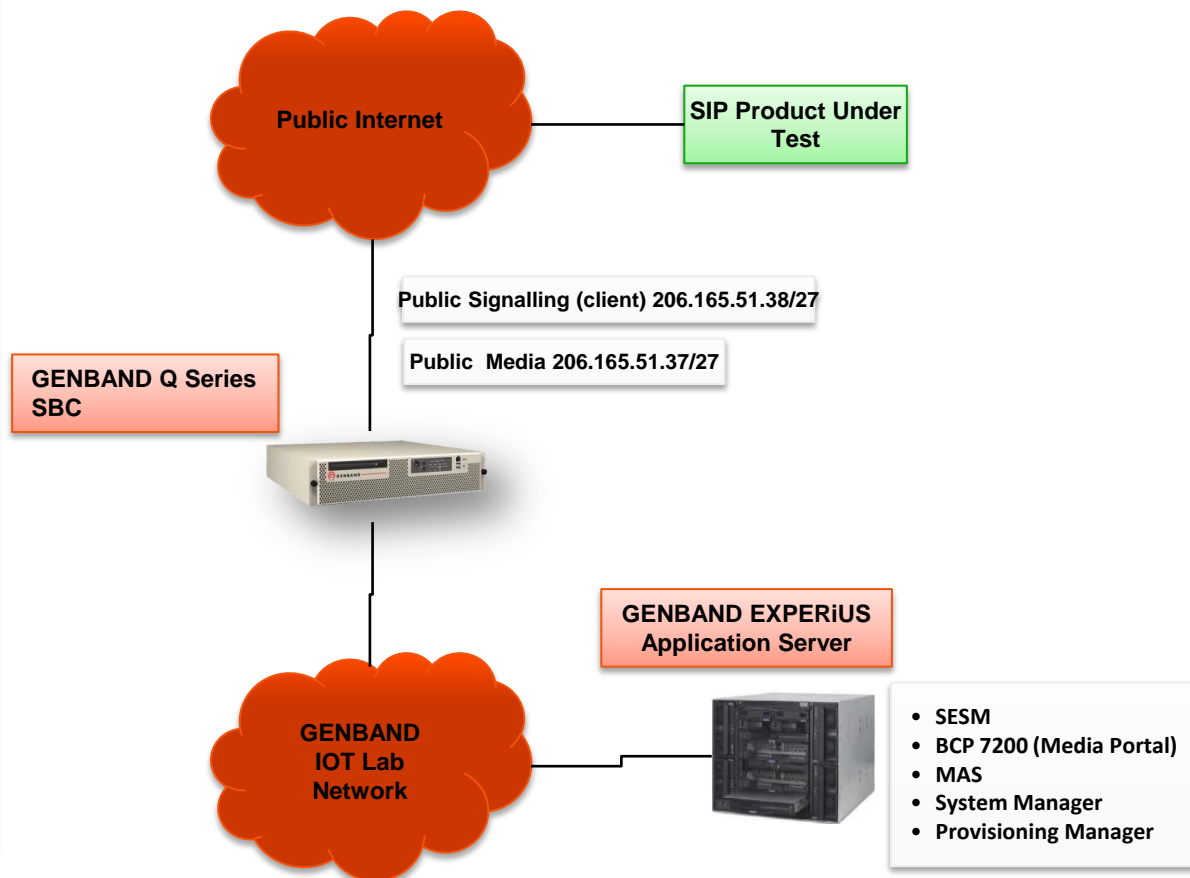 Public Internet
SIP Product Under
Test
Public Signalling (client) 206.165.51.38/27
Public Media 206.165.51.37/27
GENBAND Q Series
SBC
GENBAND
GENBAND EXPERiUS
Application Server
GENBAND
IOT Lab
Network
• SESM
• BCP 7200 (Media Portal)
• MAS
• System Manager
• Provisioning Manager